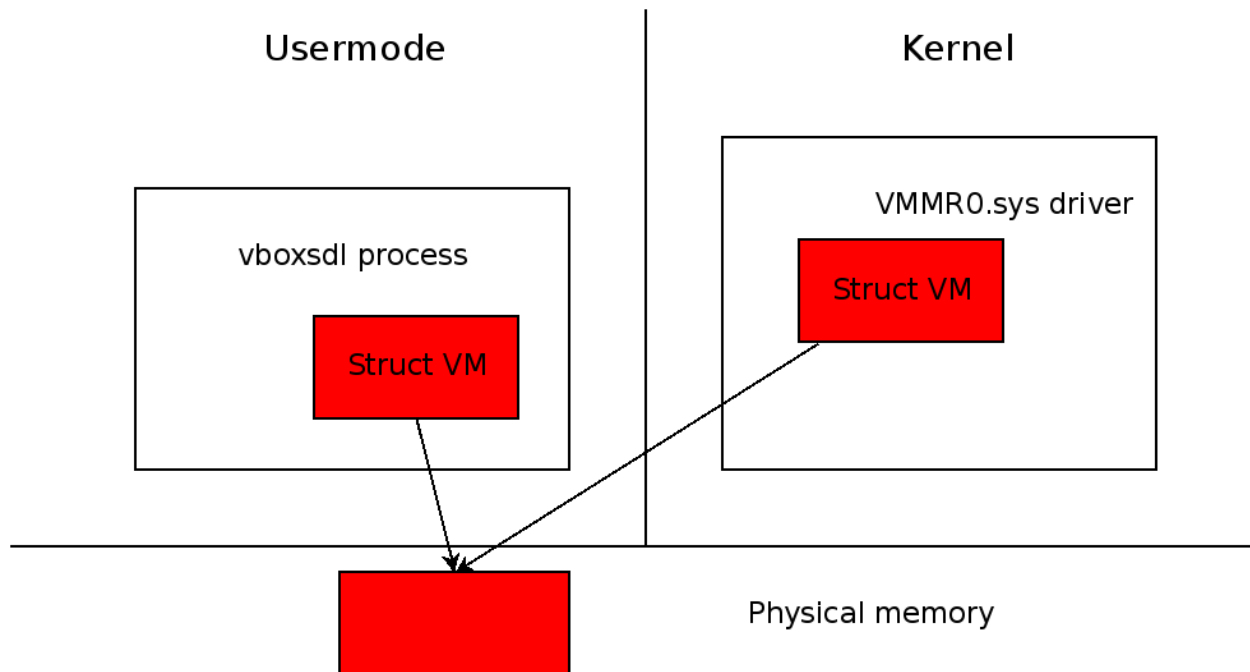 Usermode
Kernel
vboxsdl process
Struct VM
VMMR0.sys driver
Struct VM
Physical memory